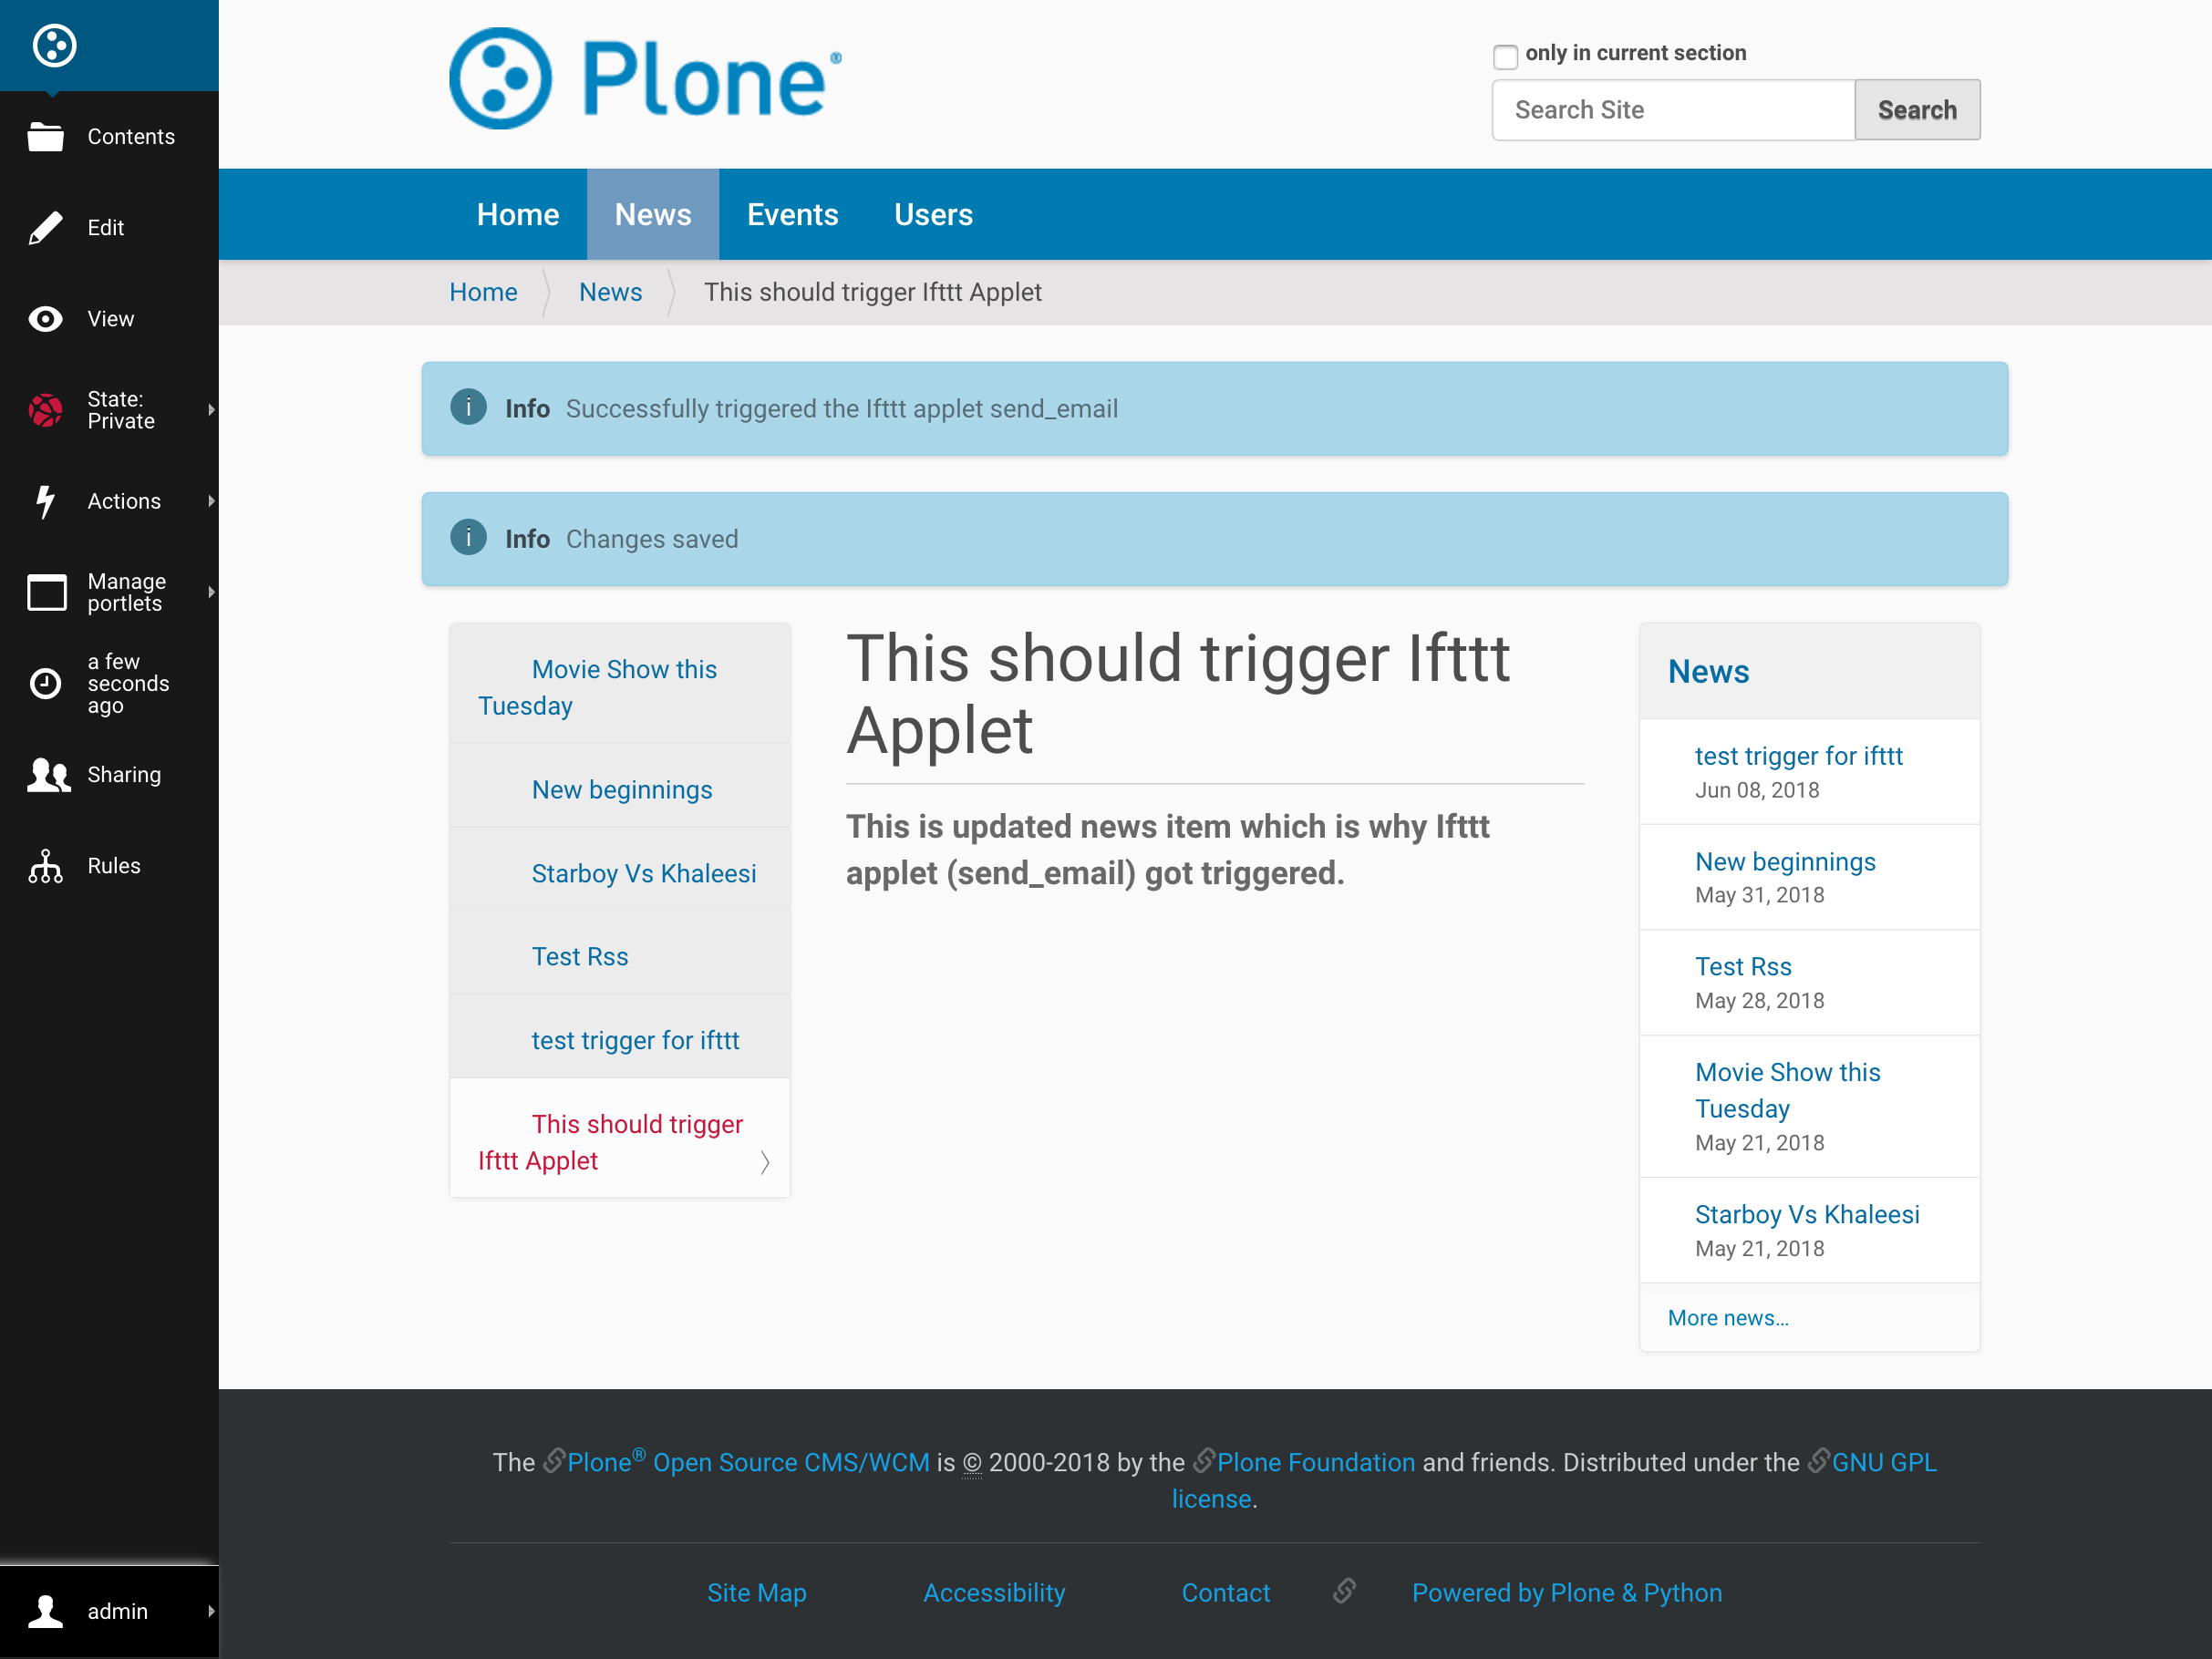 Contents
Edit
View
State:
Private
Actions
Manage
portlets
a few
seconds
ago
Sharing
Rules
admin
Plone®
only in current section
Search Site
Search
Home
News
Events
Users
Home
News
This should trigger Ifttt Applet
Info Successfully triggered the Ifttt applet send_email
Info Changes saved
Movie Show this
Tuesday
New beginnings
Starboy Vs Khaleesi
Test Rss
test trigger for ifttt
This should trigger
Ifttt Applet
This should trigger Ifttt
Applet
This is updated news item which is why Ifttt
applet (send_email) got triggered.
News
test trigger for ifttt
Jun 08, 2018
New beginnings
May 31, 2018
Test Rss
May 28, 2018
Movie Show this
Tuesday
May 21, 2018
Starboy Vs Khaleesi
May 21, 2018
More news…
The Plone® Open Source CMS/WCM is © 2000-2018 by the Plone Foundation and friends. Distributed under the GNU GPL
license.
Site Map
Accessibility
Contact
Powered by Plone & Python